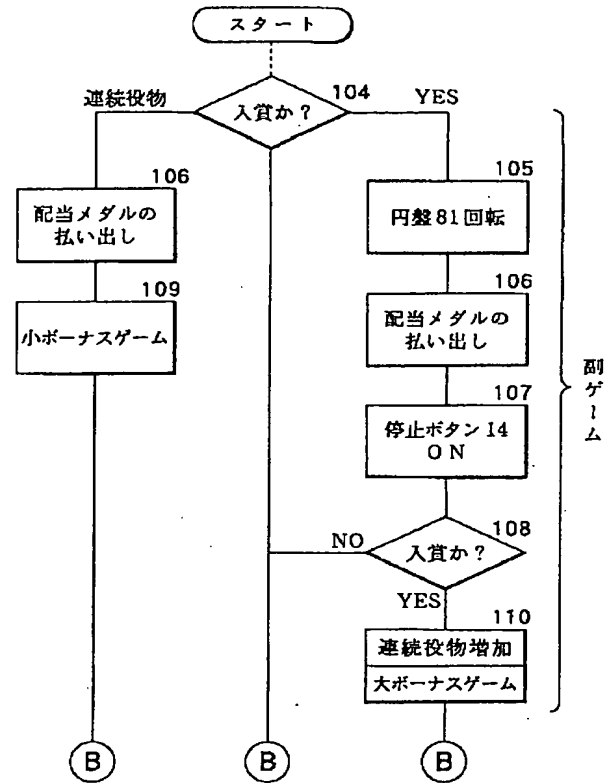 スタート
入賞か?
104
連続役物
YES
106
配当メダルの
払い出し
109
小ボーナスゲーム
105
円盤81回転
106
配当メダルの
払い出し
107
停止ボタン14
ON
108
入賞か?
NO
YES
110
連続役物増加
大ボーナスゲーム
副ゲーム
B
B
B